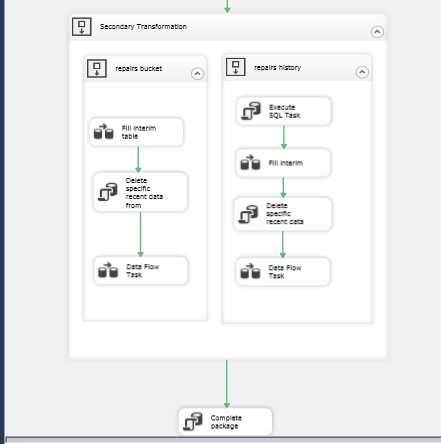 Secondary Transformation
repairs bucket
Fill interim
table
Delete
specific
recent data
from
Data Flow
Task
repairs history
Execute
SQL Task
Fill interim
Delete
specific
recent data
Data Flow
Task
Complete
package